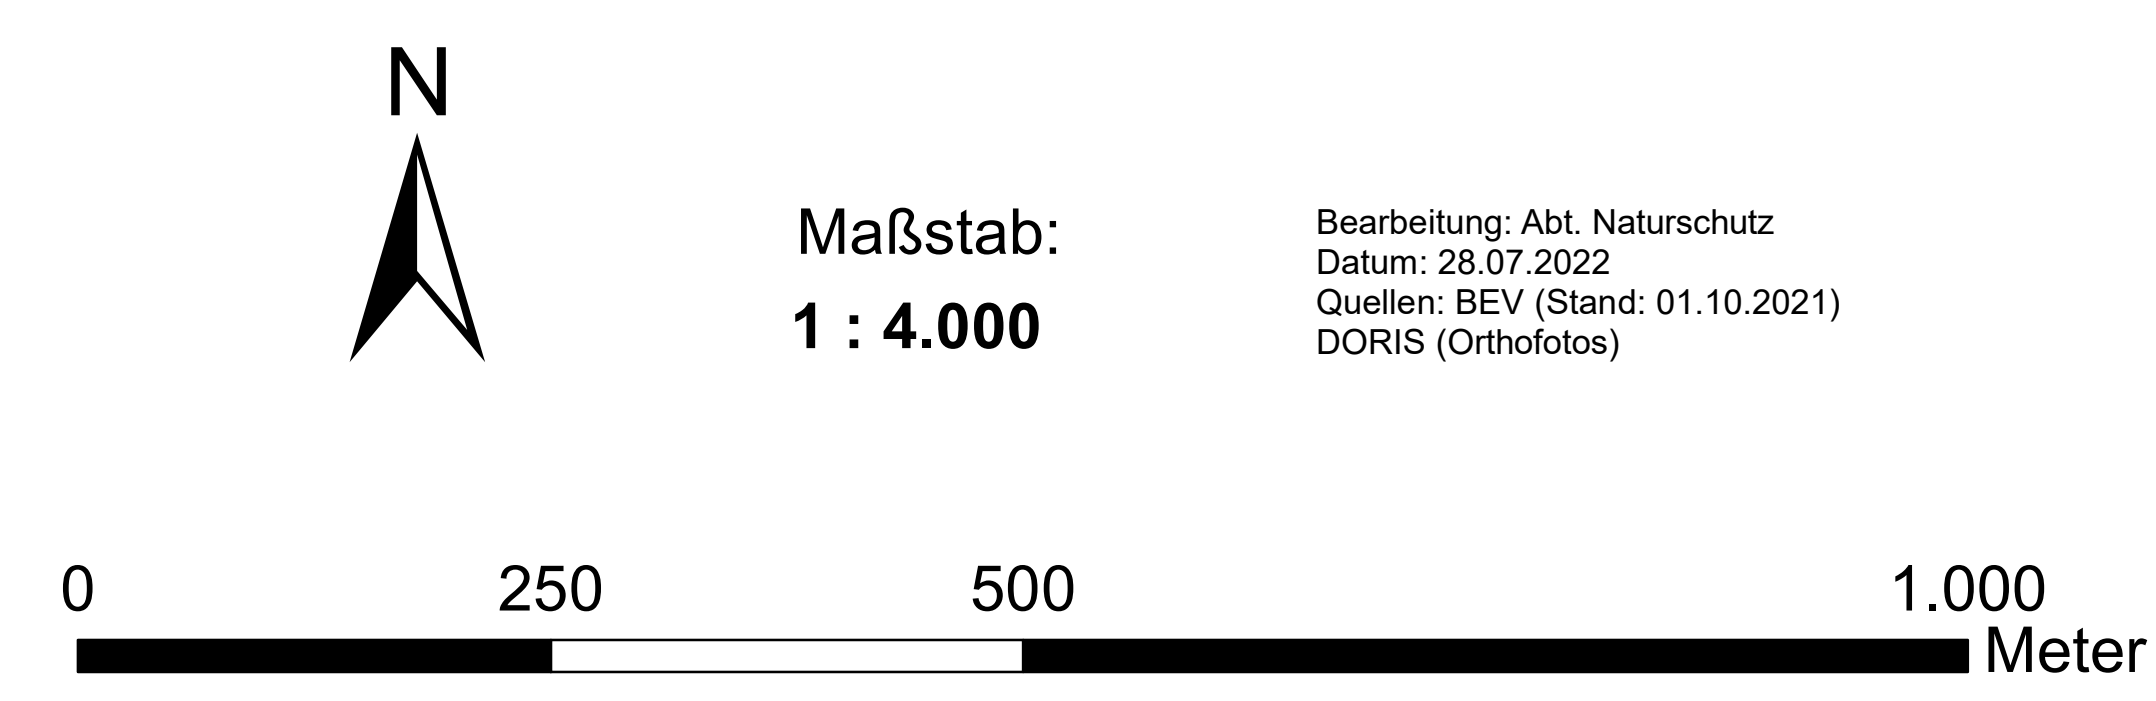 N
Maßstab:
1 : 4.000
Bearbeitung: Abt. Naturschutz
Datum: 28.07.2022
Quellen: BEV (Stand: 01.10.2021)
DORIS (Orthofotos)
0 250 500 1.000
Meter